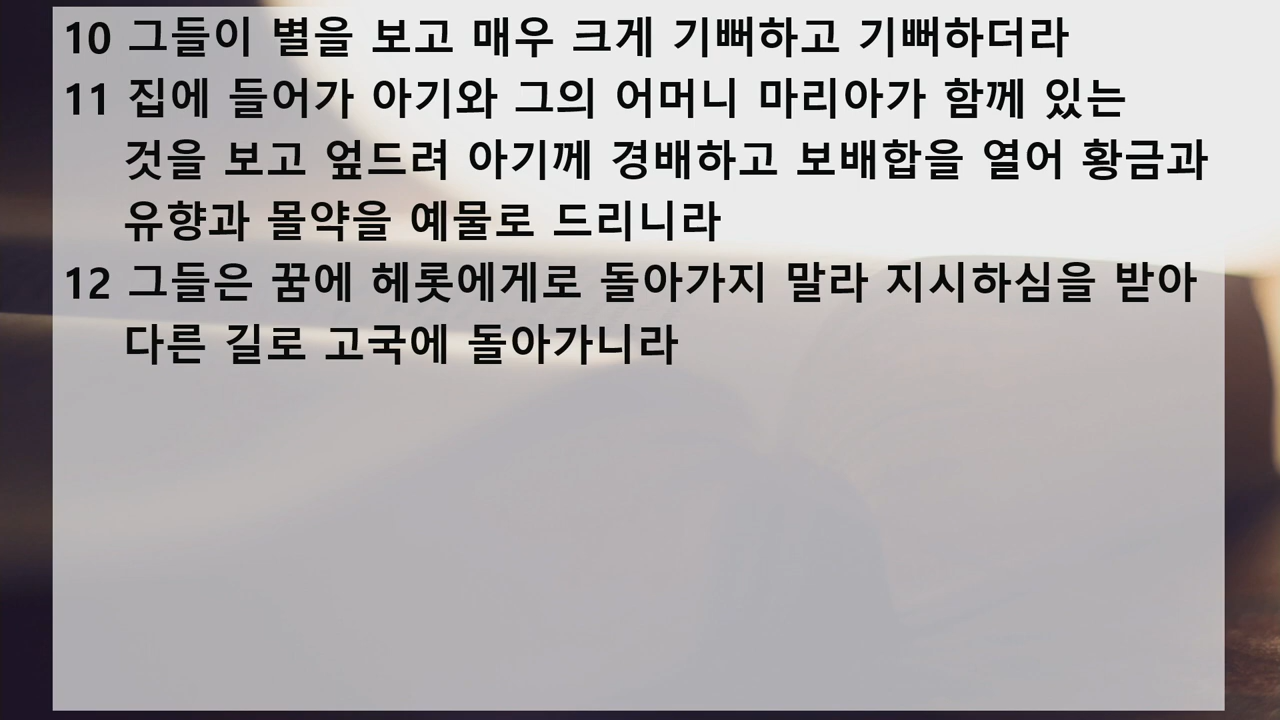 10 그들이 별을 보고 매우 크게 기뻐하고 기뻐하더라
11 집에 들어가 아기와 그의 어머니 마리아가 함께 있는
것을 보고 엎드려 아기께 경배하고 보배합을 열어 황금과
유향과 몰약을 예물로 드리니라
12 그들은 꿈에 헤롯에게로 돌아가지 말라 지시하심을 받아
다른 길로 고국에 돌아가니라